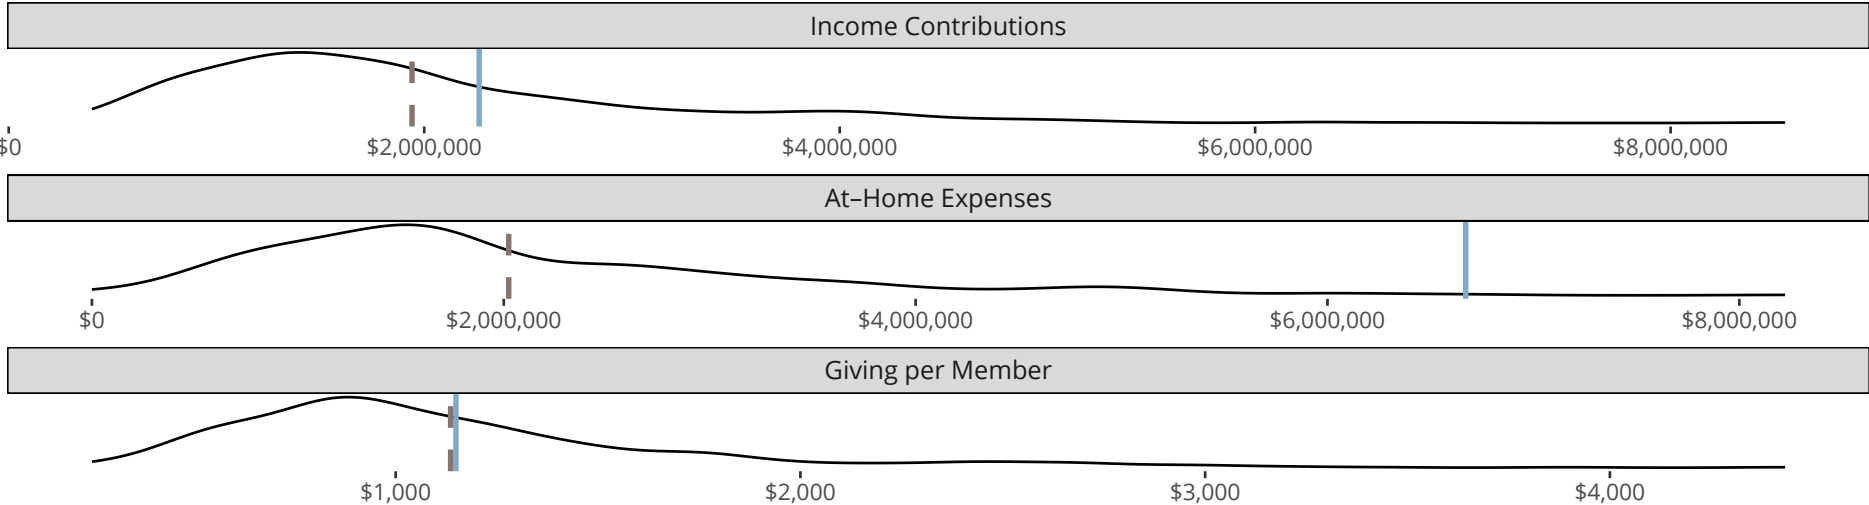 Income Contributions
$0 $2,000,000 $4,000,000 $6,000,000 $8,000,000
At–Home Expenses
$0 $2,000,000 $4,000,000 $6,000,000 $8,000,000
Giving per Member
$1,000 $2,000 $3,000 $4,000